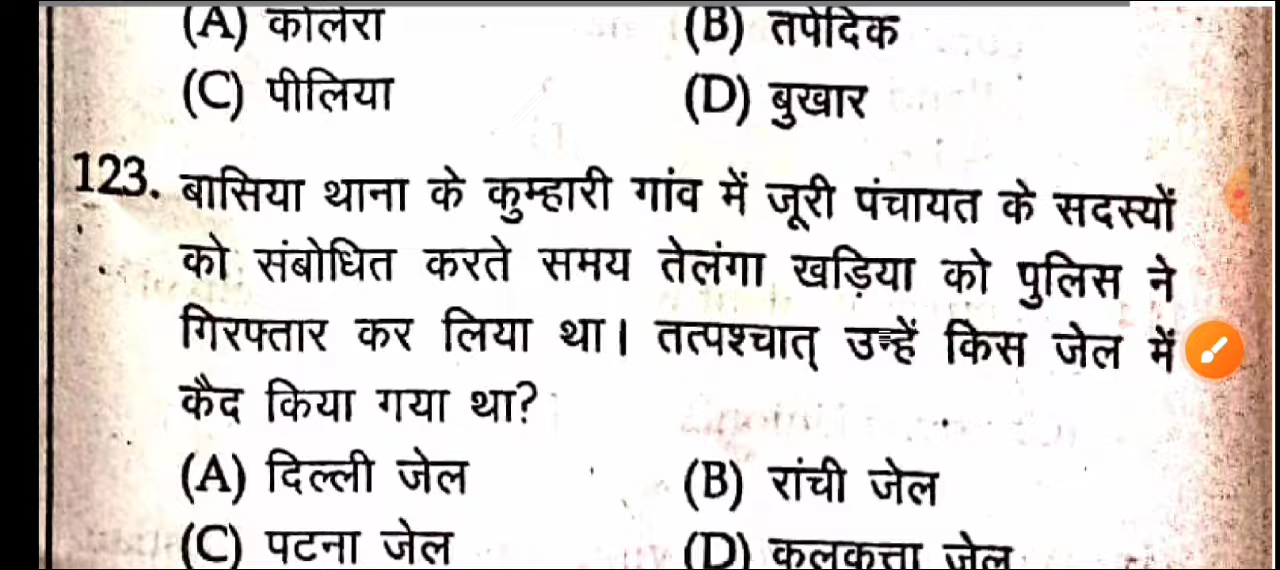 (A) कोलेरा (B) तपेदिक
(C) पीलिया (D) बुखार
123. बासिया थाना के कुम्हारी गांव में जूरी पंचायत के सदस्यों
को संबोधित करते समय तेलंगा खड़िया को पुलिस ने
गिरफ्तार कर लिया था। तत्पश्चात् उन्हें किस जेल में
कैद किया गया था?
(A) दिल्ली जेल (B) रांची जेल
(C) पटना जेल (D) कलकत्ता जेल